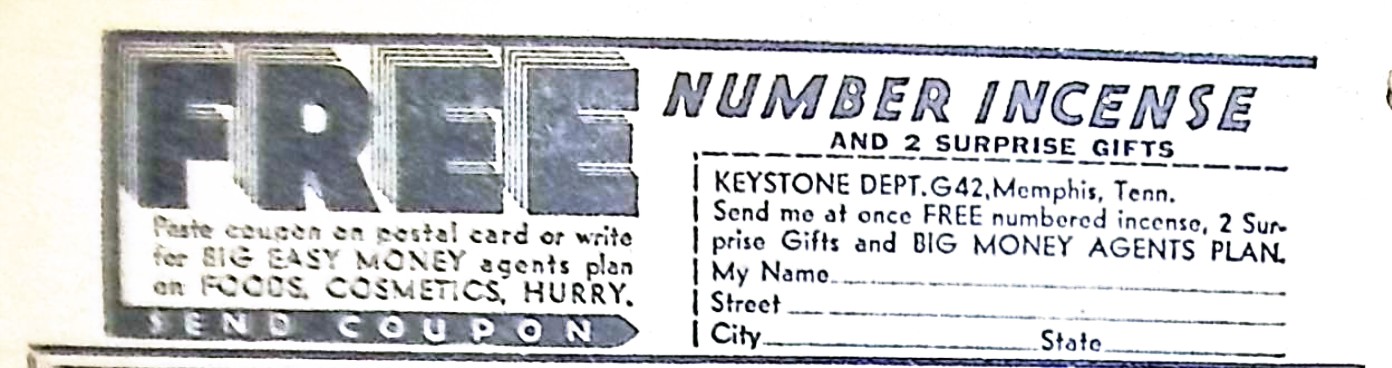 FREE
Paste coupon on postal card or write
for BIG EASY MONEY agents plan
on FOODS, COSMETICS, HURRY.
SEND COUPON
NUMBER INCENSE
AND 2 SURPRISE GIFTS
KEYSTONE DEPT.G42,Memphis, Tenn.
Send me at once FREE numbered incense, 2 Sur-
prise Gifts and BIG MONEY AGENTS PLAN.
My Name
Street
City State